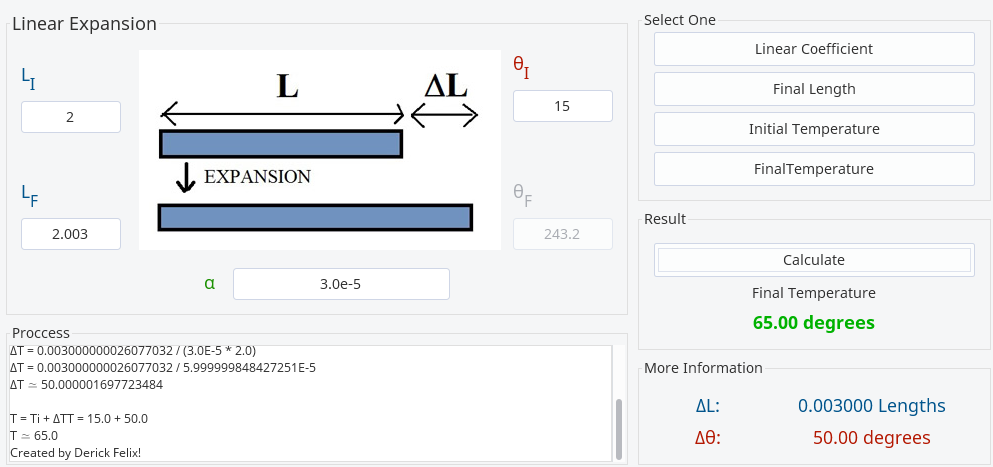 Linear Expansion
L_I
2
L
ΔL
EXPANSION
θ_I
15
L_F
2.003
θ_F
243.2
α
3.0e-5
Proccess
ΔT = 0.003000000026077032 / (3.0E-5 * 2.0)
ΔT = 0.003000000026077032 / 5.999999848427251E-5
ΔT ≃ 50.000001697723484
T = Ti + ΔTT = 15.0 + 50.0
T ≃ 65.0
Created by Derick Felix!
Select One
Linear Coefficient
Final Length
Initial Temperature
FinalTemperature
Result
Calculate
Final Temperature
65.00 degrees
More Information
ΔL: 0.003000 Lengths
Δθ: 50.00 degrees